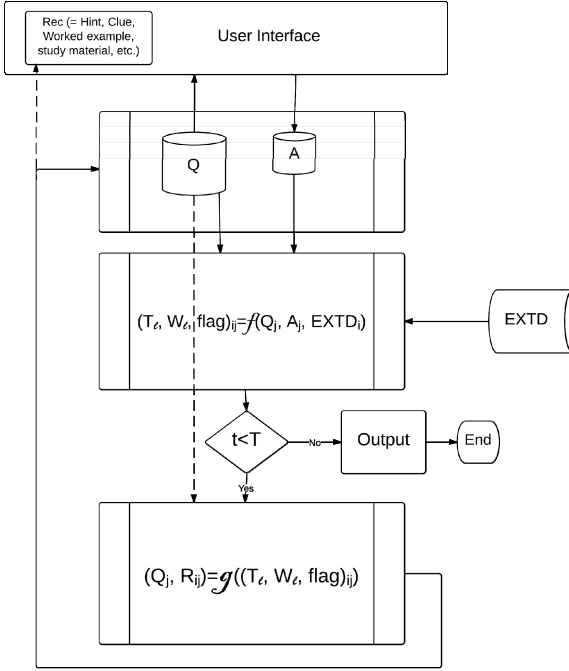 Rec (= Hint, Clue,
Worked example,
study material, etc.)
User Interface
Q
A
(Tℓ, Wℓ, flag)ij=f(Qj, Aj, EXTDi)
EXTD
t<T
No
Output
End
Yes
(Qj, Rij)=g((Tℓ, Wℓ, flag)ij)